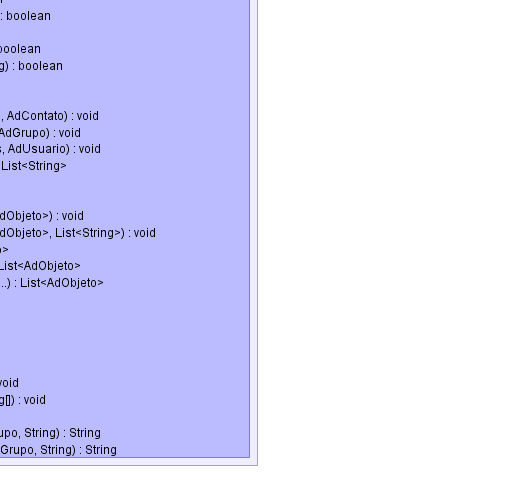 : boolean
boolean
g) : boolean
, AdContato) : void
AdGrupo) : void
, AdUsuario) : void
List<String>
dObjeto>) : void
dObjeto>, List<String>) : void
o>
List<AdObjeto>
..) : List<AdObjeto>
void
g[]) : void
upo, String) : String
Grupo, String) : String